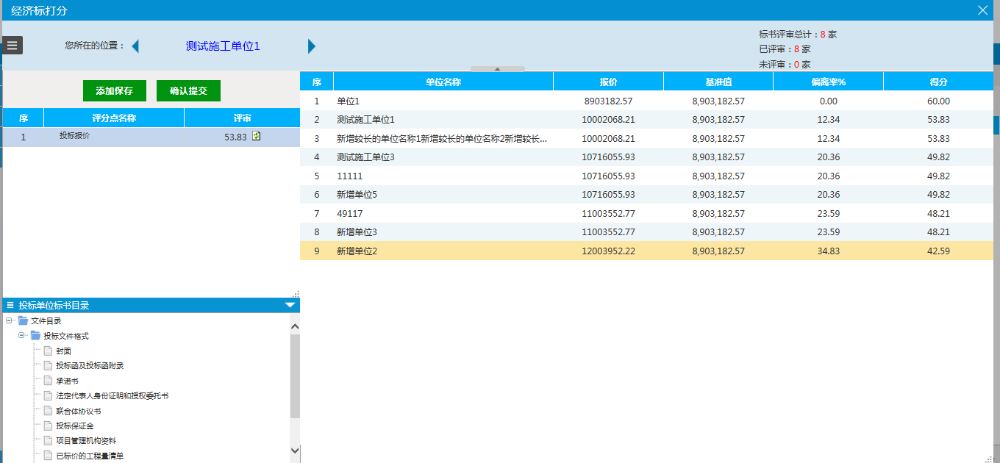 经济标打分
您所在的位置：
测试施工单位1
标书评审总计：8 家
已评审：8 家
未评审：0 家
添加保存 确认提交
序 评分点名称 评审
1 投标报价 53.83
序 单位名称 报价 基准值 偏离率% 得分
1 单位1 8903182.57 8,903,182.57 0.00 60.00
2 测试施工单位1 10002068.21 8,903,182.57 12.34 53.83
3 新增较长的单位名称1新增较长的单位名称2新增较长... 10002068.21 8,903,182.57 12.34 53.83
4 测试施工单位3 10716055.93 8,903,182.57 20.36 49.82
5 11111 10716055.93 8,903,182.57 20.36 49.82
6 新增单位5 10716055.93 8,903,182.57 20.36 49.82
7 49117 11003552.77 8,903,182.57 23.59 48.21
8 新增单位3 11003552.77 8,903,182.57 23.59 48.21
9 新增单位2 12003952.22 8,903,182.57 34.83 42.59
投标单位标书目录
文件目录
投标文件格式
封面
投标函及投标函附录
承诺书
法定代表人身份证明和授权委托书
联合体协议书
投标保证金
项目管理机构资料
已标价的工程量清单